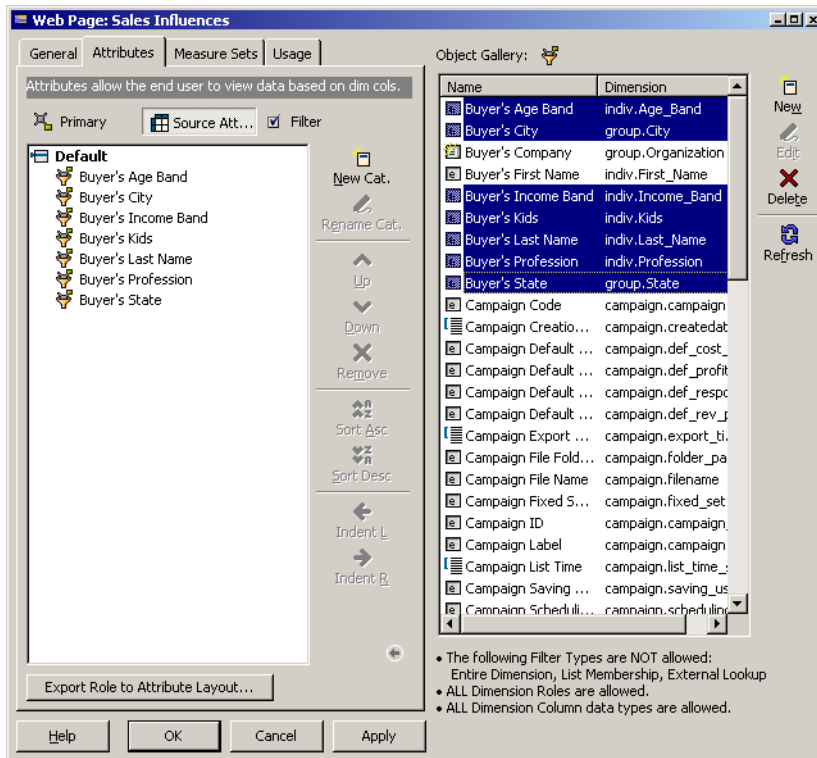 Web Page: Sales Influences
General Attributes Measure Sets Usage
Attributes allow the end user to view data based on dim cols.
Primary Source Att... Filter
Default
Buyer's Age Band
Buyer's City
Buyer's Income Band
Buyer's Kids
Buyer's Last Name
Buyer's Profession
Buyer's State
New Cat.
Rename Cat.
Up
Down
Remove
Sort Asc
Sort Desc
Indent L
Indent R
Export Role to Attribute Layout...
Help OK Cancel Apply
Object Gallery:
Name Dimension
Buyer's Age Band indiv.Age_Band
Buyer's City group.City
Buyer's Company group.Organization
Buyer's First Name indiv.First_Name
Buyer's Income Band indiv.Income_Band
Buyer's Kids indiv.Kids
Buyer's Last Name indiv.Last_Name
Buyer's Profession indiv.Profession
Buyer's State group.State
Campaign Code campaign.campaign
Campaign Creatio... campaign.createdat
Campaign Default ... campaign.def_cost_
Campaign Default ... campaign.def_profit
Campaign Default ... campaign.def_respo
Campaign Default ... campaign.def_rev_p
Campaign Export ... campaign.export_ti.
Campaign File Fold... campaign.folder_pa
Campaign File Name campaign.filename
Campaign Fixed S... campaign.fixed_set
Campaign ID campaign.campaign_
Campaign Label campaign.campaign
Campaign List Time campaign.list_time_s
Campaign Saving ... campaign.saving_us
Campaign Scheduli... campaign.scheduling
New
Edit
Delete
Refresh
• The following Filter Types are NOT allowed:
Entire Dimension, List Membership, External Lookup
• ALL Dimension Roles are allowed.
• ALL Dimension Column data types are allowed.